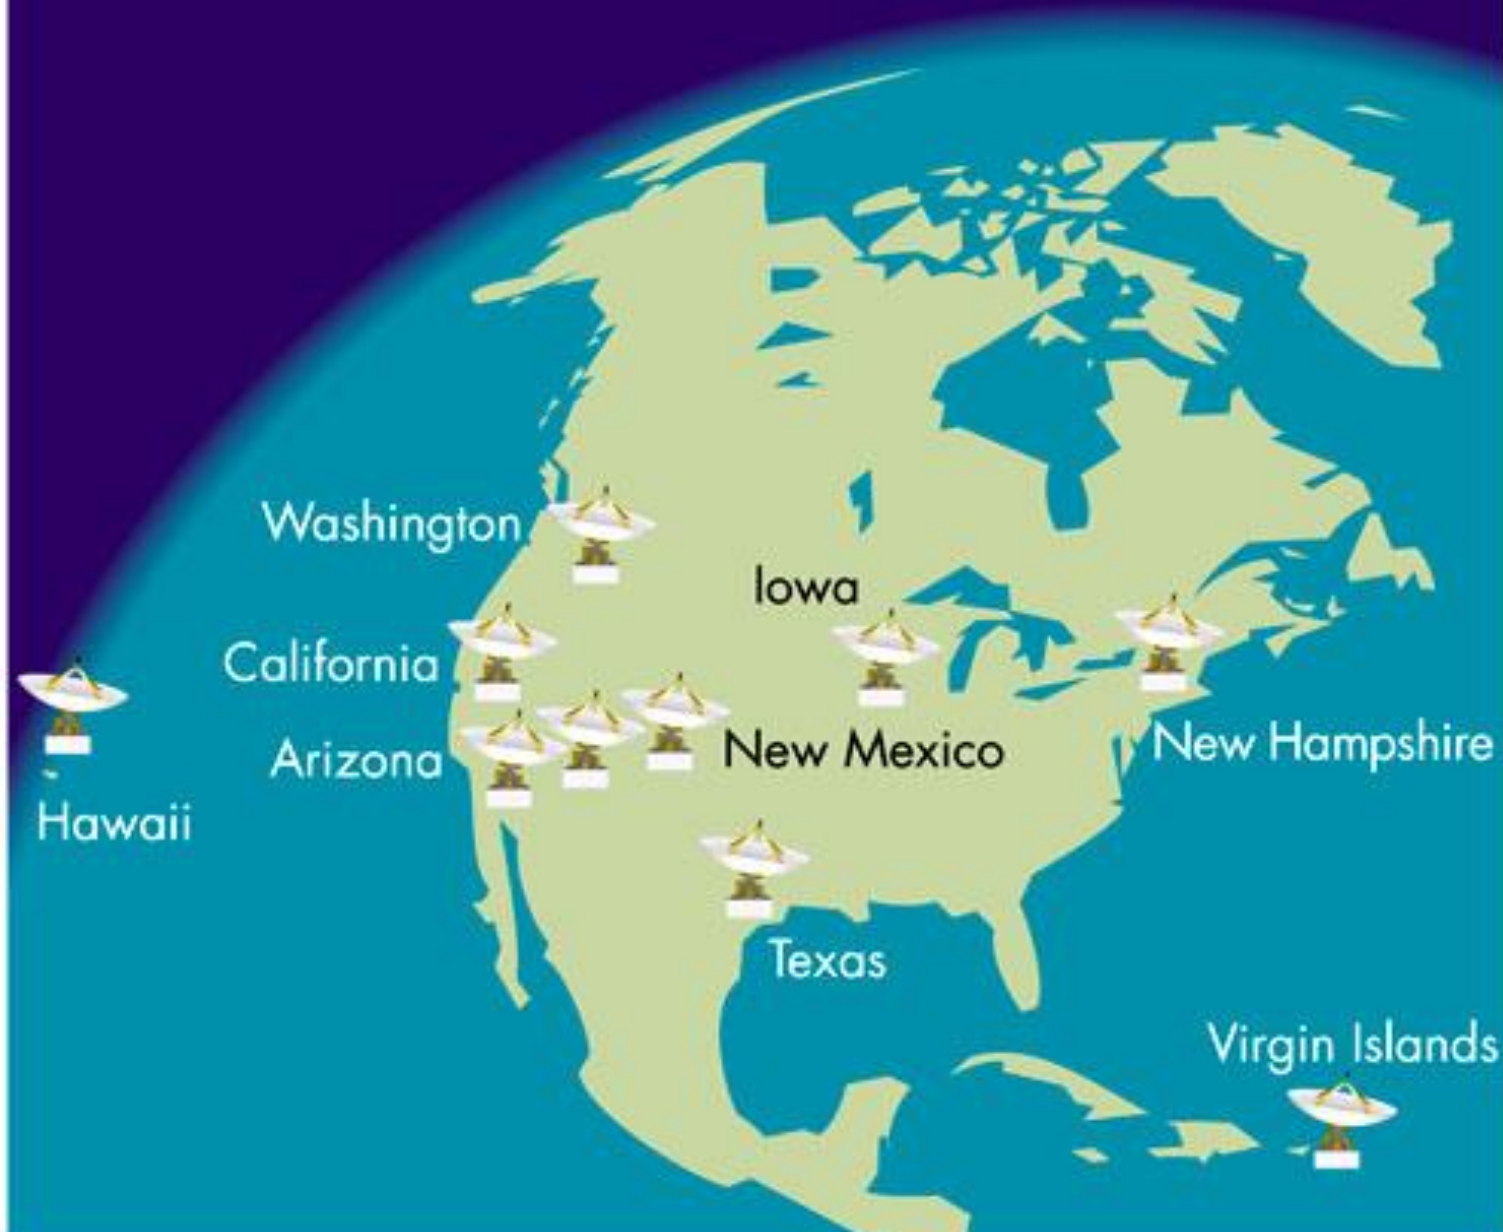 Washington
Iowa
California
New Mexico
New Hampshire
Arizona
Hawaii
Texas
Virgin Islands